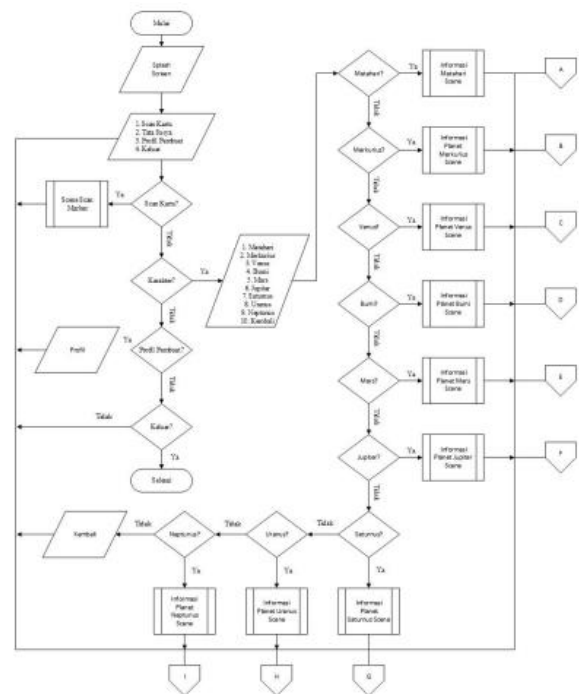 Mulai
Splash
Screen
1. Scan Kartu
2. Tata Surya
3. Profil Pembuat
4. Keluar
Scan Kartu?
Ya
Scene Scan
Marker
Tidak
Karakter?
Ya
1. Matahari
2. Merkurius
3. Venus
4. Bumi
5. Mars
6. Jupiter
7. Saturnus
8. Uranus
9. Neptunus
10. Kembali
Tidak
Profil Pembuat?
Ya
Profil
Tidak
Keluar?
Tidak
Ya
Selesai
Matahari?
Ya
Informasi
Matahari
Scene
A
Tidak
Merkurius?
Ya
Informasi
Planet
Merkurius
Scene
B
Tidak
Venus?
Ya
Informasi
Planet Venus
Scene
C
Tidak
Bumi?
Ya
Informasi
Planet Bumi
Scene
D
Tidak
Mars?
Ya
Informasi
Planet Mars
Scene
E
Tidak
Jupiter?
Ya
Informasi
Planet Jupiter
Scene
F
Tidak
Saturnus?
Tidak
Uranus?
Tidak
Neptunus?
Tidak
Kembali
Ya
Ya
Ya
Informasi
Planet
Neptunus
Scene
Informasi
Planet Uranus
Scene
Informasi
Planet
Saturnus Scene
I
H
G